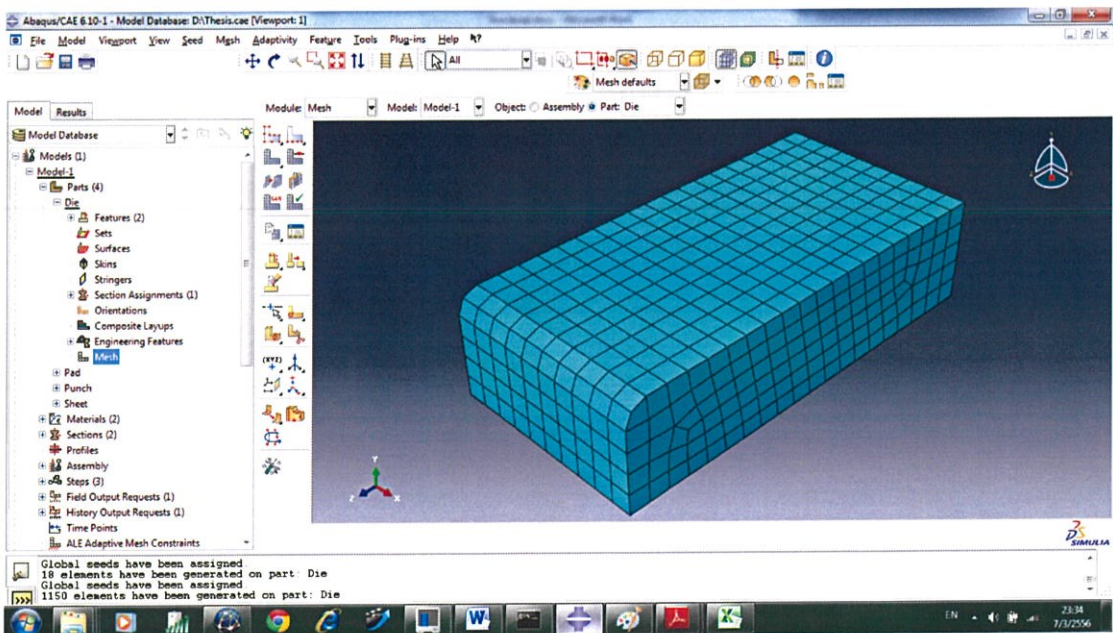 Abaqus/CAE 6.10-1 - Model Database: D:\Thesis.cae [Viewport: 1]
File Model Viewport View Seed Mesh Adaptivity Feature Tools Plug-ins Help
All
Mesh defaults
Model Results
Module: Mesh Model: Model-1 Object: Assembly Part: Die
Model Database
Models (1)
Model-1
Parts (4)
Die
Features (2)
Sets
Surfaces
Skins
Stringers
Section Assignments (1)
Orientations
Composite Layups
Engineering Features
Mesh
Pad
Punch
Sheet
Materials (2)
Sections (2)
Profiles
Assembly
Steps (3)
Field Output Requests (1)
History Output Requests (1)
Time Points
ALE Adaptive Mesh Constraints
(XYZ)
Y
Z
X
SIMULIA
Global seeds have been assigned.
18 elements have been generated on part: Die
Global seeds have been assigned.
1150 elements have been generated on part: Die
>>>
EN
23:34
7/3/2556